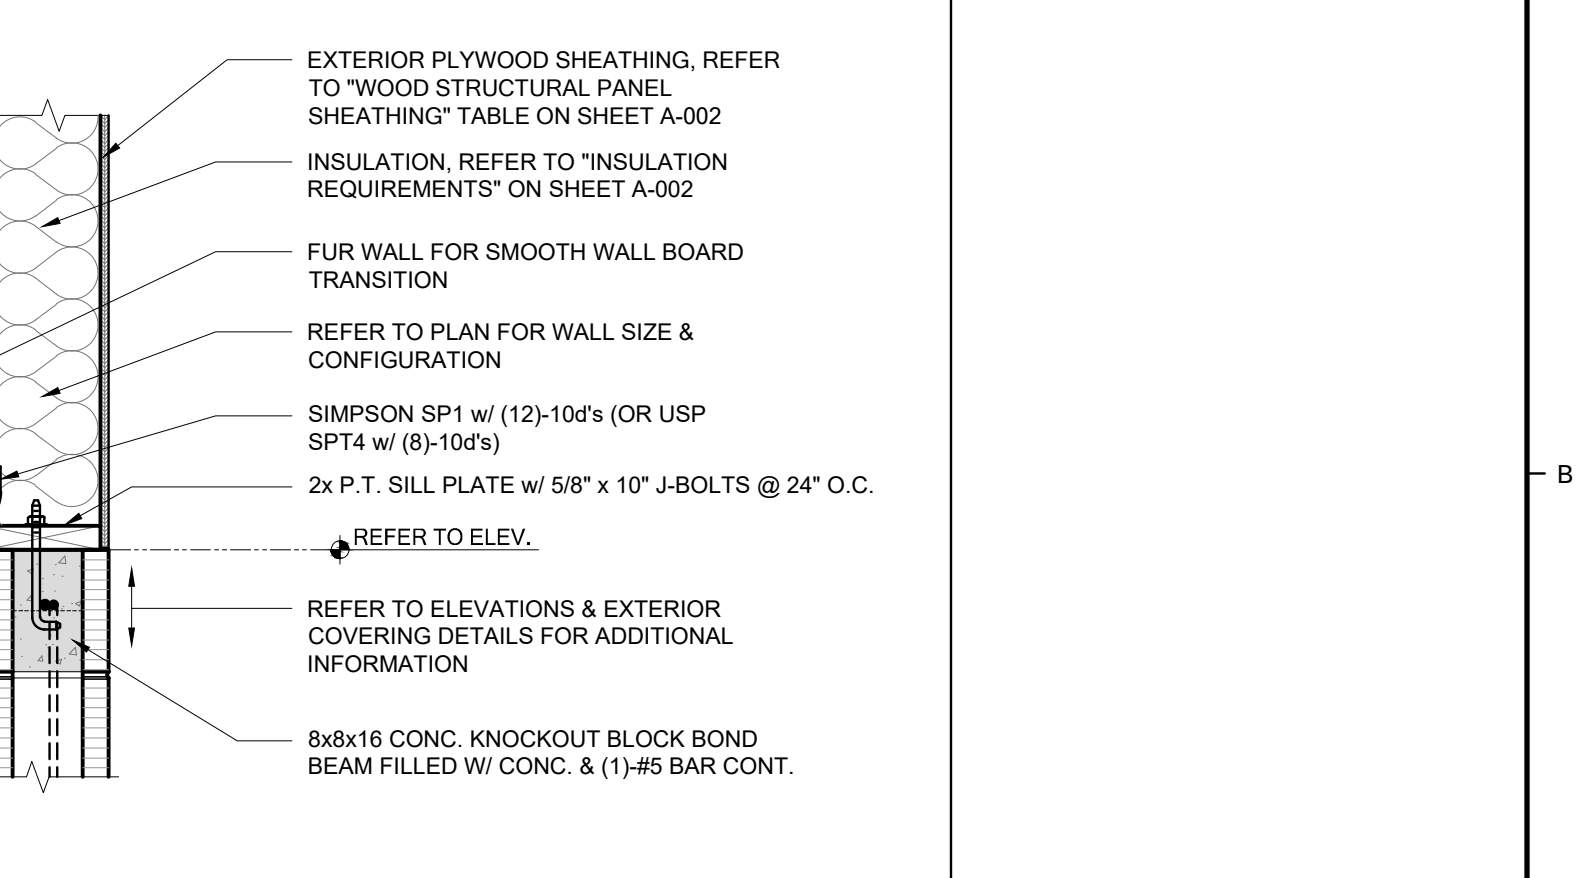 EXTERIOR PLYWOOD SHEATHING, REFER
TO "WOOD STRUCTURAL PANEL
SHEATHING" TABLE ON SHEET A-002
INSULATION, REFER TO "INSULATION
REQUIREMENTS" ON SHEET A-002
FUR WALL FOR SMOOTH WALL BOARD
TRANSITION
REFER TO PLAN FOR WALL SIZE &
CONFIGURATION
SIMPSON SP1 w/ (12)-10d's (OR USP
SPT4 w/ (8)-10d's)
2x P.T. SILL PLATE w/ 5/8" x 10" J-BOLTS @ 24" O.C.
B
REFER TO ELEV.
REFER TO ELEVATIONS & EXTERIOR
COVERING DETAILS FOR ADDITIONAL
INFORMATION
8x8x16 CONC. KNOCKOUT BLOCK BOND
BEAM FILLED W/ CONC. & (1)-#5 BAR CONT.